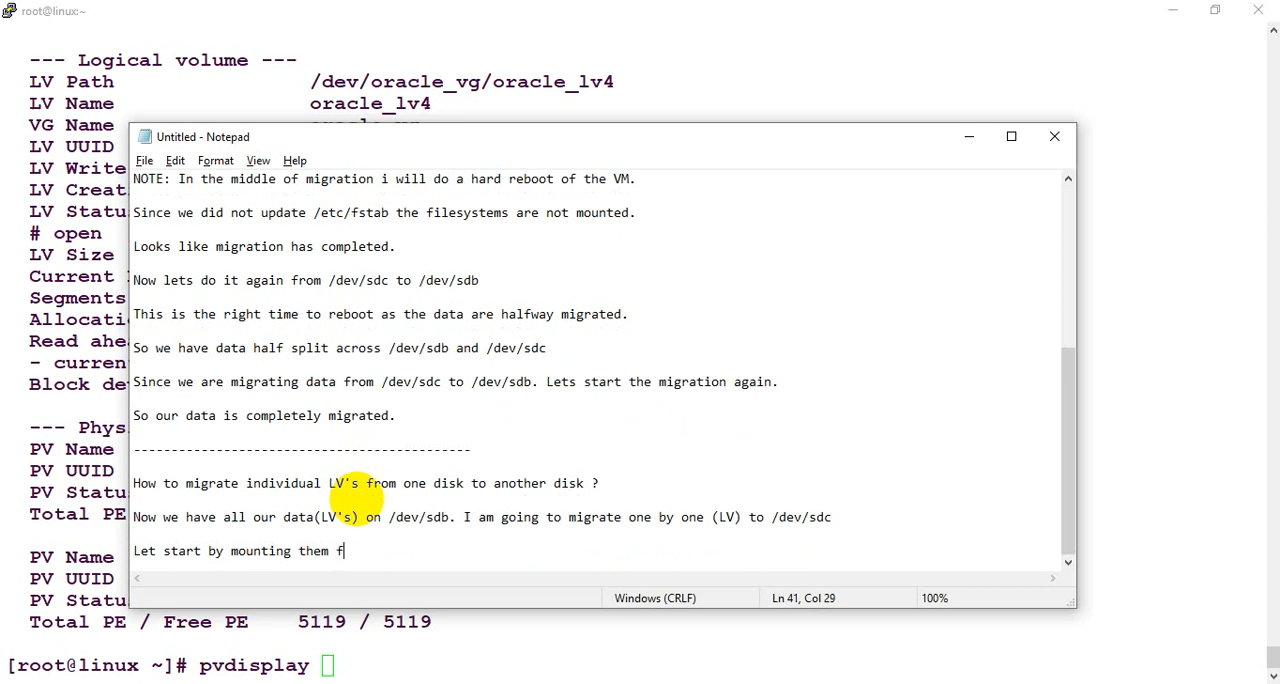 root@linux:~
--- Logical volume ---
LV Path /dev/oracle_vg/oracle_lv4
LV Name oracle_lv4
VG Name
LV UUID
LV Write
LV Creat
LV Statu
# open
LV Size
Current
Segments
Allocati
Read ahea
- current
Block de
--- Phys
PV Name
PV UUID
PV Statu
Total PE
PV Name
PV UUID
PV Statu
Total PE / Free PE 5119 / 5119
[root@linux ~]# pvdisplay
Untitled - Notepad
File Edit Format View Help
NOTE: In the middle of migration i will do a hard reboot of the VM.
Since we did not update /etc/fstab the filesystems are not mounted.
Looks like migration has completed.
Now lets do it again from /dev/sdc to /dev/sdb
This is the right time to reboot as the data are halfway migrated.
So we have data half split across /dev/sdb and /dev/sdc
Since we are migrating data from /dev/sdc to /dev/sdb. Lets start the migration again.
So our data is completely migrated.
---------------------------------------------
How to migrate individual LV's from one disk to another disk ?
Now we have all our data(LV's) on /dev/sdb. I am going to migrate one by one (LV) to /dev/sdc
Let start by mounting them f
Windows (CRLF) Ln 41, Col 29 100%